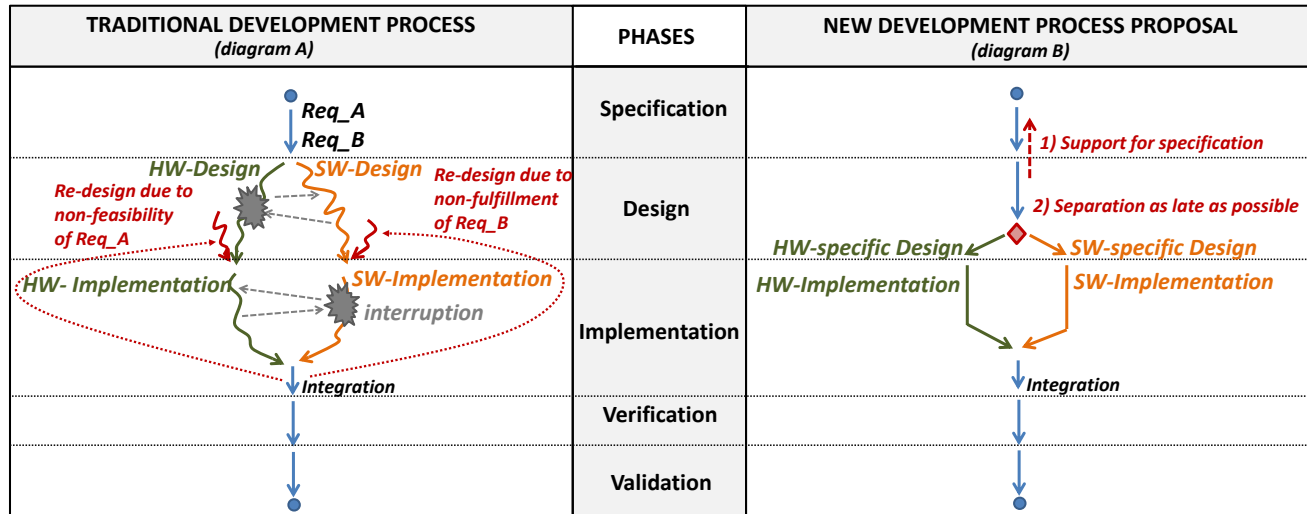 TRADITIONAL DEVELOPMENT PROCESS
(diagram A)
PHASES
NEW DEVELOPMENT PROCESS PROPOSAL
(diagram B)
Req_A
Req_B
Specification
1) Support for specification
HW-Design
SW-Design
Re-design due to
non-feasibility
of Req_A
Re-design due to
non-fulfillment
of Req_B
Design
2) Separation as late as possible
HW-specific Design
SW-specific Design
HW- Implementation
SW-Implementation
interruption
Implementation
HW-Implementation
SW-Implementation
Integration
Integration
Verification
Validation